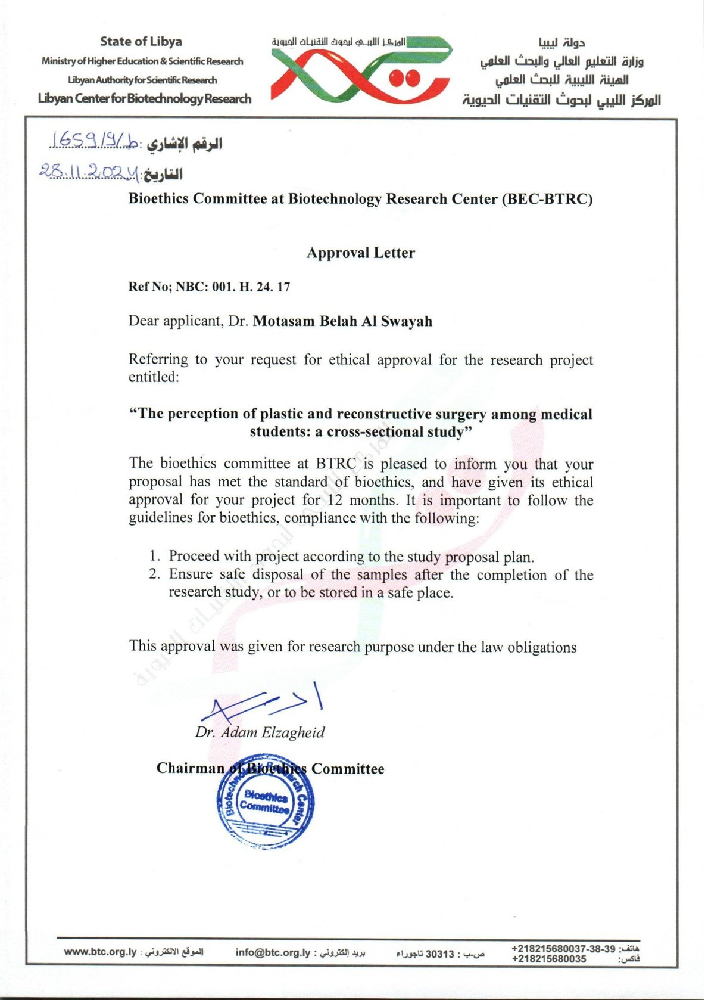 State of Libya
Ministry of Higher Education & Scientific Research
Libyan Authority for Scientific Research
Libyan Center for Biotechnology Research
المركز الليبي لبحوث التقنيات الحيوية
دولة ليبيا
وزارة التعليم العالي والبحث العلمي
الهيئة الليبية للبحث العلمي
المركز الليبي لبحوث التقنيات الحيوية
الرقم الإشاري: 1659/9/b
التاريخ: 28.11.2024
Bioethics Committee at Biotechnology Research Center (BEC-BTRC)
Approval Letter
Ref No; NBC: 001. H. 24. 17
Dear applicant, Dr. Motasam Belah Al Swayah
Referring to your request for ethical approval for the research project
entitled:
“The perception of plastic and reconstructive surgery among medical
students: a cross-sectional study”
The bioethics committee at BTRC is pleased to inform you that your
proposal has met the standard of bioethics, and have given its ethical
approval for your project for 12 months. It is important to follow the
guidelines for bioethics, compliance with the following:
1. Proceed with project according to the study proposal plan.
2. Ensure safe disposal of the samples after the completion of the
research study, or to be stored in a safe place.
This approval was given for research purpose under the law obligations
Dr. Adam Elzagheid
Chairman of Bioethics Committee
Biotechnology Research Center
Bioethics
Committee
هاتف: 39-38-218215680037+
فاكس: 218215680035+
ص-ب : 30313 تاجوراء
بريد إلكتروني : info@btc.org.ly
الموقع الالكتروني : www.btc.org.ly